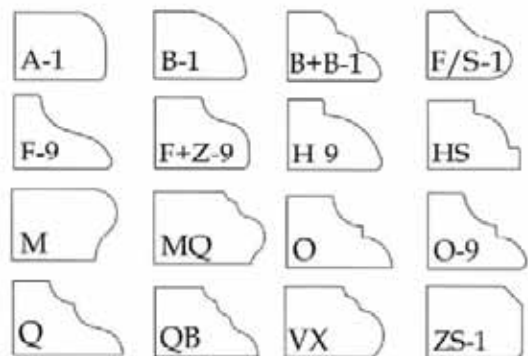 A-1 B-1 B+B-1 F/S-1
F-9 F+Z-9 H 9 HS
M MQ O O-9
Q QB VX ZS-1